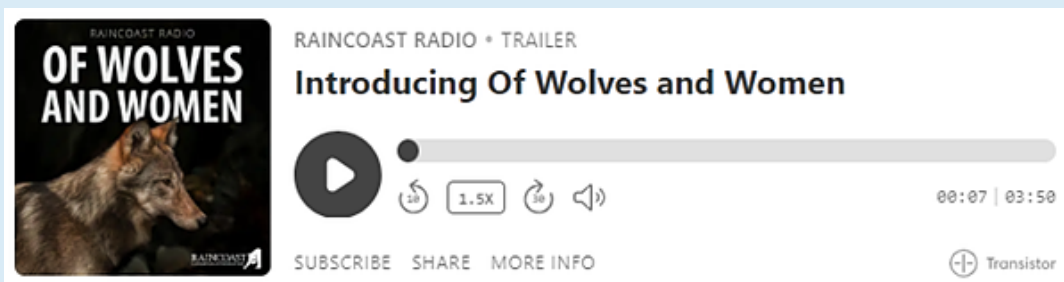 RAINCOAST RADIO
OF WOLVES
AND WOMEN
RAINCOAST
RAINCOAST RADIO • TRAILER
Introducing Of Wolves and Women
10
1.5X
30
00:07 | 03:50
SUBSCRIBE SHARE MORE INFO
Transistor